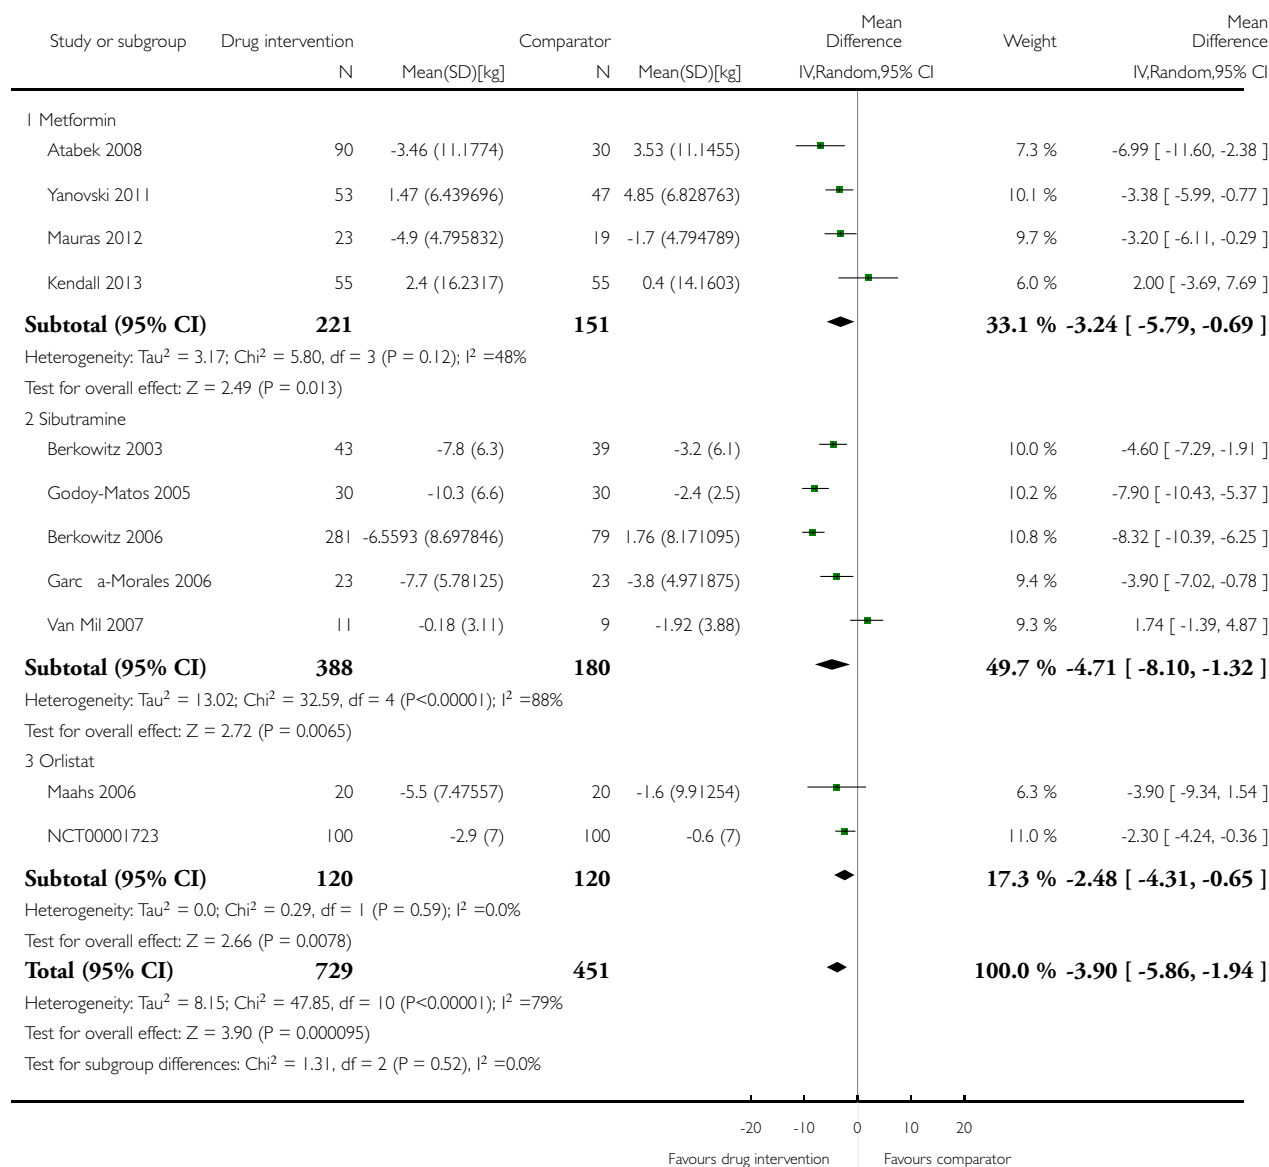 Mean Mean
Study or subgroup Drug intervention Comparator Difference Weight Difference
N Mean(SD)[kg] N Mean(SD)[kg] IV,Random,95% CI IV,Random,95% CI
1 Metformin
Atabek 2008 90 -3.46 (11.1774) 30 3.53 (11.1455) 7.3 % -6.99 [ -11.60, -2.38 ]
Yanovski 2011 53 1.47 (6.439696) 47 4.85 (6.828763) 10.1 % -3.38 [ -5.99, -0.77 ]
Mauras 2012 23 -4.9 (4.795832) 19 -1.7 (4.794789) 9.7 % -3.20 [ -6.11, -0.29 ]
Kendall 2013 55 2.4 (16.2317) 55 0.4 (14.1603) 6.0 % 2.00 [ -3.69, 7.69 ]
Subtotal (95% CI) 221 151 33.1 % -3.24 [ -5.79, -0.69 ]
Heterogeneity: Tau² = 3.17; Chi² = 5.80, df = 3 (P = 0.12); I² =48%
Test for overall effect: Z = 2.49 (P = 0.013)
2 Sibutramine
Berkowitz 2003 43 -7.8 (6.3) 39 -3.2 (6.1) 10.0 % -4.60 [ -7.29, -1.91 ]
Godoy-Matos 2005 30 -10.3 (6.6) 30 -2.4 (2.5) 10.2 % -7.90 [ -10.43, -5.37 ]
Berkowitz 2006 281 -6.5593 (8.697846) 79 1.76 (8.171095) 10.8 % -8.32 [ -10.39, -6.25 ]
Garc a-Morales 2006 23 -7.7 (5.78125) 23 -3.8 (4.971875) 9.4 % -3.90 [ -7.02, -0.78 ]
Van Mil 2007 11 -0.18 (3.11) 9 -1.92 (3.88) 9.3 % 1.74 [ -1.39, 4.87 ]
Subtotal (95% CI) 388 180 49.7 % -4.71 [ -8.10, -1.32 ]
Heterogeneity: Tau² = 13.02; Chi² = 32.59, df = 4 (P<0.00001); I² =88%
Test for overall effect: Z = 2.72 (P = 0.0065)
3 Orlistat
Maahs 2006 20 -5.5 (7.47557) 20 -1.6 (9.91254) 6.3 % -3.90 [ -9.34, 1.54 ]
NCT00001723 100 -2.9 (7) 100 -0.6 (7) 11.0 % -2.30 [ -4.24, -0.36 ]
Subtotal (95% CI) 120 120 17.3 % -2.48 [ -4.31, -0.65 ]
Heterogeneity: Tau² = 0.0; Chi² = 0.29, df = 1 (P = 0.59); I² =0.0%
Test for overall effect: Z = 2.66 (P = 0.0078)
Total (95% CI) 729 451 100.0 % -3.90 [ -5.86, -1.94 ]
Heterogeneity: Tau² = 8.15; Chi² = 47.85, df = 10 (P<0.00001); I² =79%
Test for overall effect: Z = 3.90 (P = 0.000095)
Test for subgroup differences: Chi² = 1.31, df = 2 (P = 0.52), I² =0.0%
-20 -10 0 10 20
Favours drug intervention Favours comparator